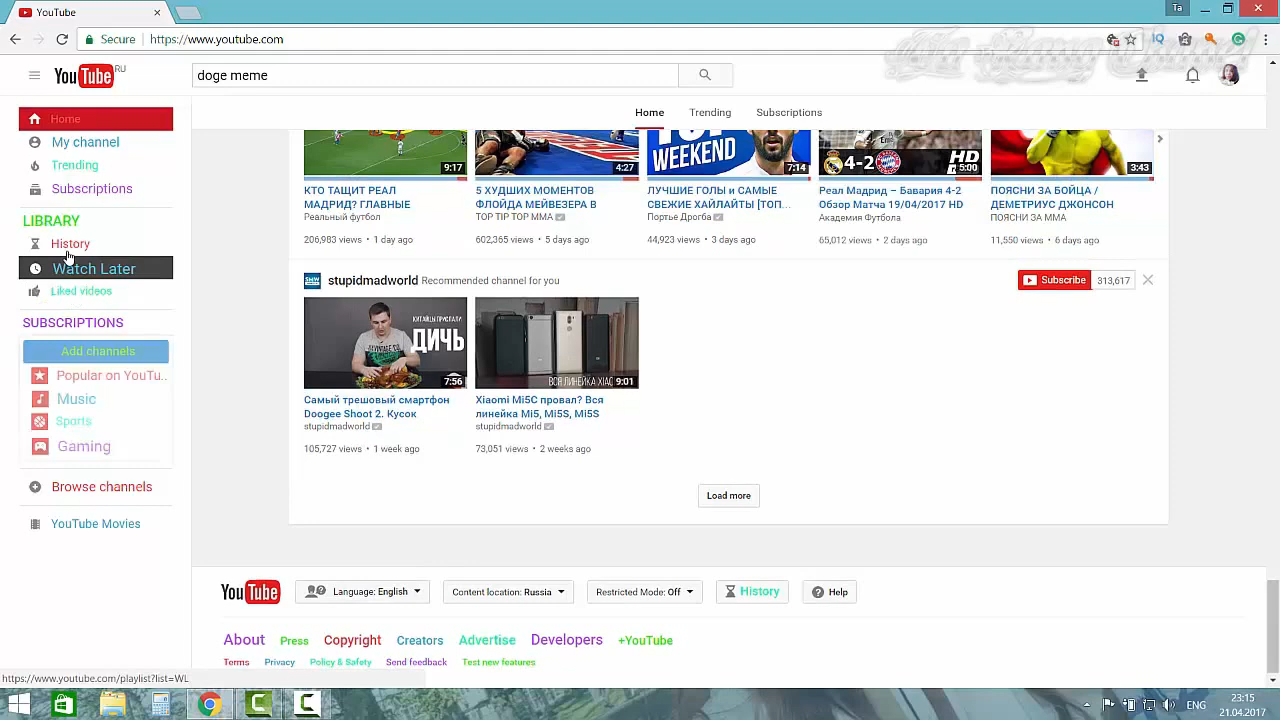 YouTube
Secure
https://www.youtube.com
YouTube RU
doge meme
Home
Trending
Subscriptions
Home
My channel
Trending
Subscriptions
LIBRARY
History
Watch Later
Liked videos
SUBSCRIPTIONS
Add channels
Popular on YouTu..
Music
Sports
Gaming
Browse channels
YouTube Movies
9:17
4:27
WEEKEND
7:14
4-2
HD
5:00
3:43
КТО ТАЩИТ РЕАЛ
МАДРИД? ГЛАВНЫЕ
Реальный футбол
206,983 views • 1 day ago
5 ХУДШИХ МОМЕНТОВ
ФЛОЙДА МЕЙВЕЗЕРА В
TOP TIP TOP MMA
602,365 views • 5 days ago
ЛУЧШИЕ ГОЛЫ и САМЫЕ
СВЕЖИЕ ХАЙЛАЙТЫ [ТОП...
Портье Дрогба
44,923 views • 3 days ago
Реал Мадрид – Бавария 4-2
Обзор Матча 19/04/2017 HD
Академия Футбола
65,012 views • 2 days ago
ПОЯСНИ ЗА БОЙЦА /
ДЕМЕТРИУС ДЖОНСОН
ПОЯСНИ ЗА ММА
11,550 views • 6 days ago
SMW
stupidmadworld Recommended channel for you
Subscribe 313,617
КИТАЙЦЫ ПРИСЛАЛИ
ДИЧЬ
7:56
ВСЯ ЛИНЕЙКА XIAO
9:01
Самый трешовый смартфон
Doogee Shoot 2. Кусок
stupidmadworld
105,727 views • 1 week ago
Xiaomi Mi5C провал? Вся
линейка Mi5, Mi5S, Mi5S
stupidmadworld
73,051 views • 2 weeks ago
Load more
YouTube
Language: English
Content location: Russia
Restricted Mode: Off
History
Help
About Press Copyright Creators Advertise Developers +YouTube
Terms Privacy Policy & Safety Send feedback Test new features
https://www.youtube.com/playlist?list=WL
ENG
23:15
21.04.2017